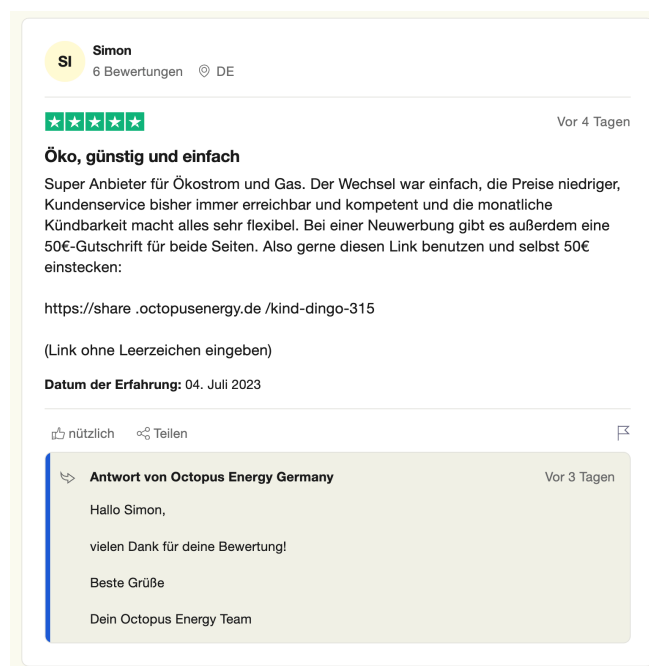 SI
Simon
6 Bewertungen DE
Vor 4 Tagen
Öko, günstig und einfach
Super Anbieter für Ökostrom und Gas. Der Wechsel war einfach, die Preise niedriger,
Kundenservice bisher immer erreichbar und kompetent und die monatliche
Kündbarkeit macht alles sehr flexibel. Bei einer Neuwerbung gibt es außerdem eine
50€-Gutschrift für beide Seiten. Also gerne diesen Link benutzen und selbst 50€
einstecken:
https://share .octopusenergy.de /kind-dingo-315
(Link ohne Leerzeichen eingeben)
Datum der Erfahrung: 04. Juli 2023
nützlich Teilen
Antwort von Octopus Energy Germany Vor 3 Tagen
Hallo Simon,
vielen Dank für deine Bewertung!
Beste Grüße
Dein Octopus Energy Team